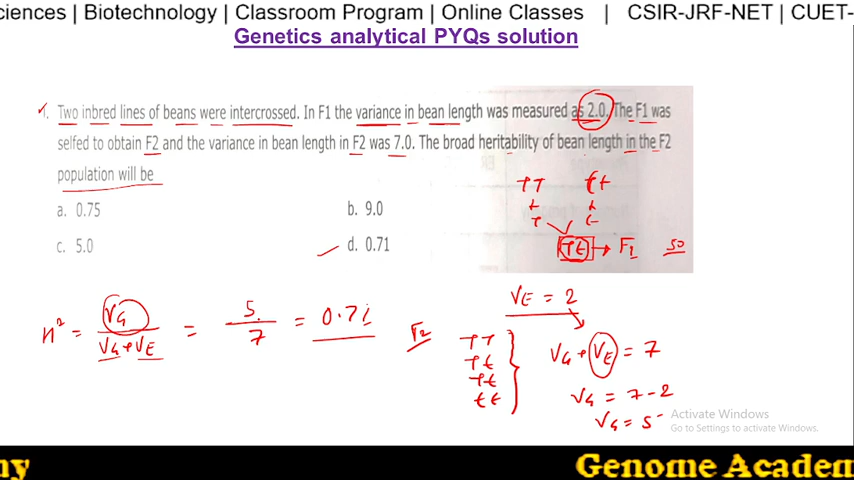 ciences | Biotechnology | Classroom Program | Online Classes | CSIR-JRF-NET | CUET-
Genetics analytical PYQs solution
1. Two inbred lines of beans were intercrossed. In F1 the variance in bean length was measured as 2.0. The F1 was
selfed to obtain F2 and the variance in bean length in F2 was 7.0. The broad heritability of bean length in the F2
population will be
a. 0.75
b. 9.0
c. 5.0
d. 0.71
TT tt
T t
Tt → F1 50
H² = VG / VG + VE = 5 / 7 = 0.71
VE = 2
F2
TT
Tt
Tt
tt
VG + VE = 7
VG = 7 - 2
VG = 5
Activate Windows
Go to Settings to activate Windows.
my
Genome Academ